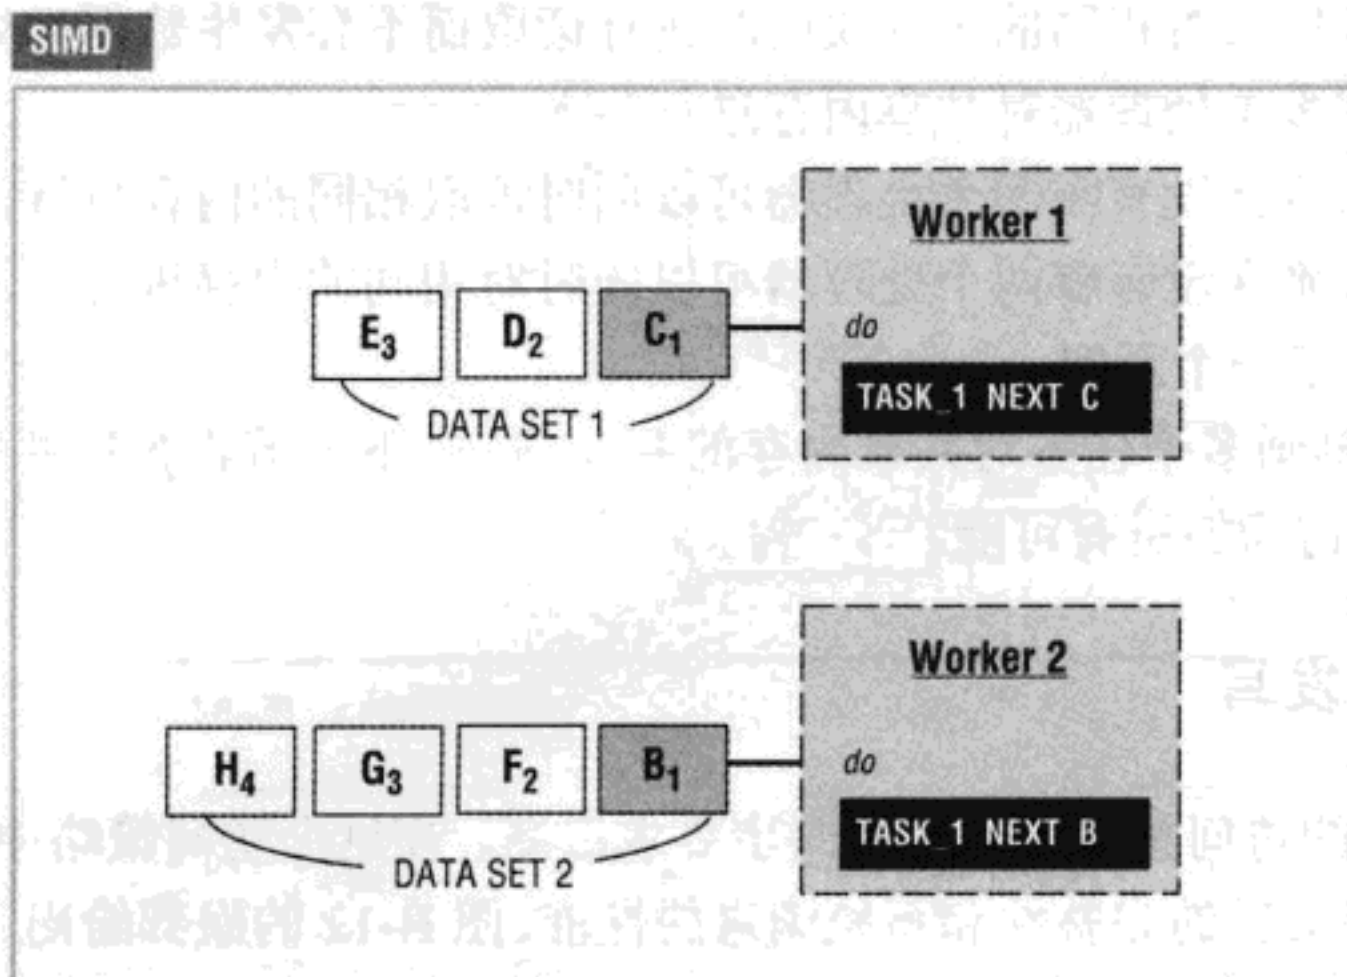 SIMD
Worker 1
E₃ D₂ C₁
do
TASK_1 NEXT C
DATA SET 1
Worker 2
H₄ G₃ F₂ B₁
do
TASK_1 NEXT B
DATA SET 2